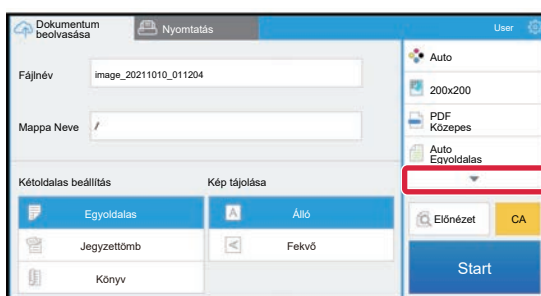 Dokumentum
beolvasása
Nyomtatás
User
Fájlnév
image_20211010_011204
Mappa Neve
/
Kétoldalas beállítás
Kép tájolása
Egyoldalas
A
Álló
Jegyzettömb
A
Fekvő
Könyv
Auto
200x200
PDF
Közepes
Auto
Egyoldalas
Előnézet
CA
Start